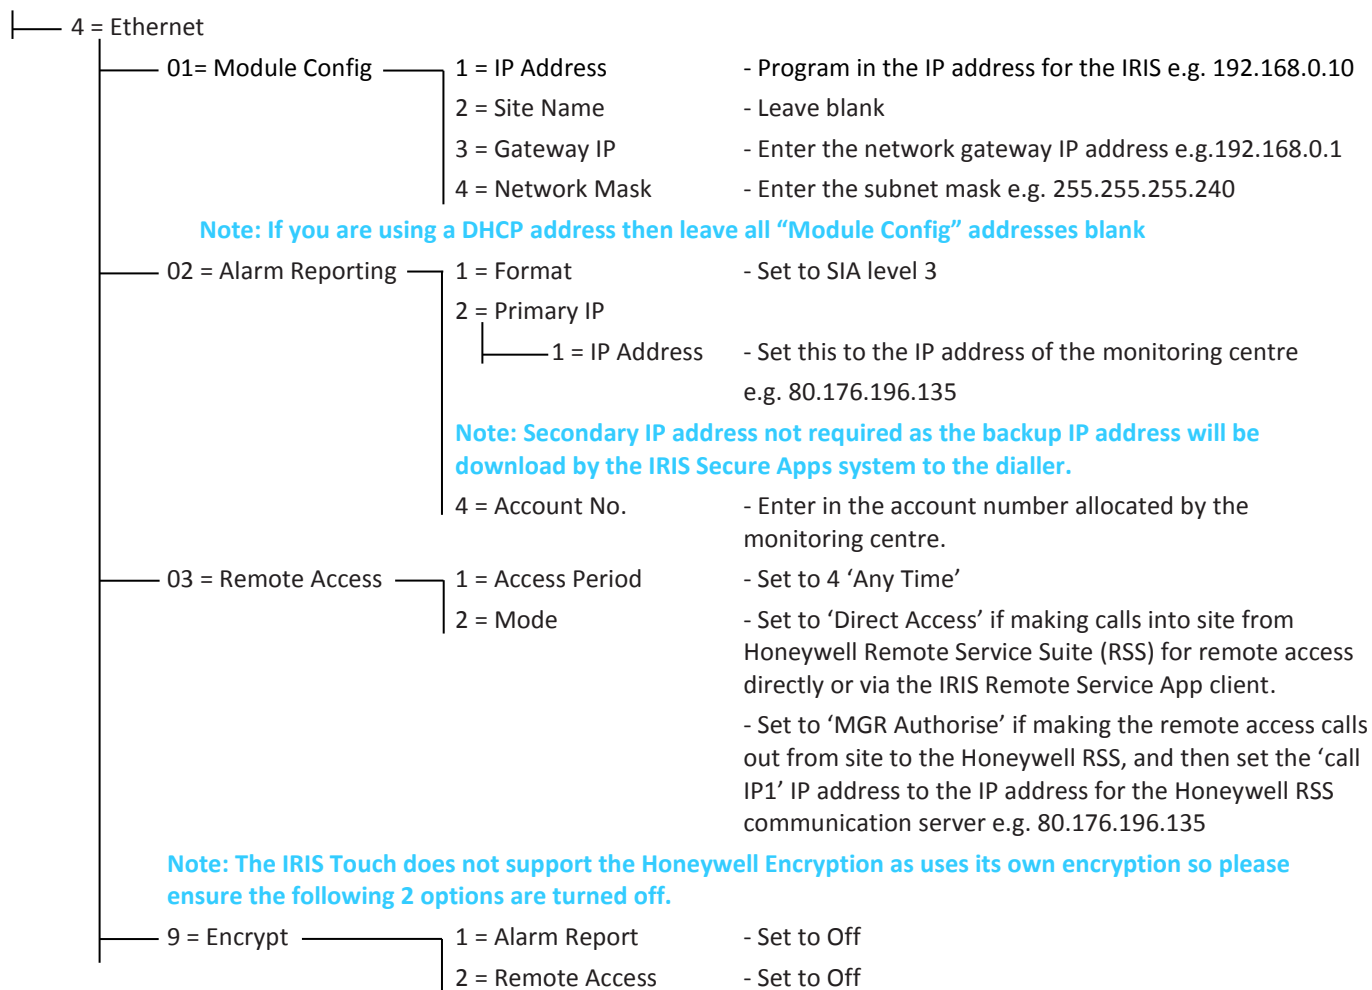 4 = Ethernet
01= Module Config 1 = IP Address - Program in the IP address for the IRIS e.g. 192.168.0.10
2 = Site Name - Leave blank
3 = Gateway IP - Enter the network gateway IP address e.g.192.168.0.1
4 = Network Mask - Enter the subnet mask e.g. 255.255.255.240
Note: If you are using a DHCP address then leave all “Module Config” addresses blank
02 = Alarm Reporting 1 = Format - Set to SIA level 3
2 = Primary IP
1 = IP Address - Set this to the IP address of the monitoring centre
e.g. 80.176.196.135
Note: Secondary IP address not required as the backup IP address will be
download by the IRIS Secure Apps system to the dialler.
4 = Account No. - Enter in the account number allocated by the
monitoring centre.
03 = Remote Access 1 = Access Period - Set to 4 ‘Any Time’
2 = Mode - Set to ‘Direct Access’ if making calls into site from
Honeywell Remote Service Suite (RSS) for remote access
directly or via the IRIS Remote Service App client.
- Set to ‘MGR Authorise’ if making the remote access calls
out from site to the Honeywell RSS, and then set the ‘call
IP1’ IP address to the IP address for the Honeywell RSS
communication server e.g. 80.176.196.135
Note: The IRIS Touch does not support the Honeywell Encryption as uses its own encryption so please
ensure the following 2 options are turned off.
9 = Encrypt 1 = Alarm Report - Set to Off
2 = Remote Access - Set to Off